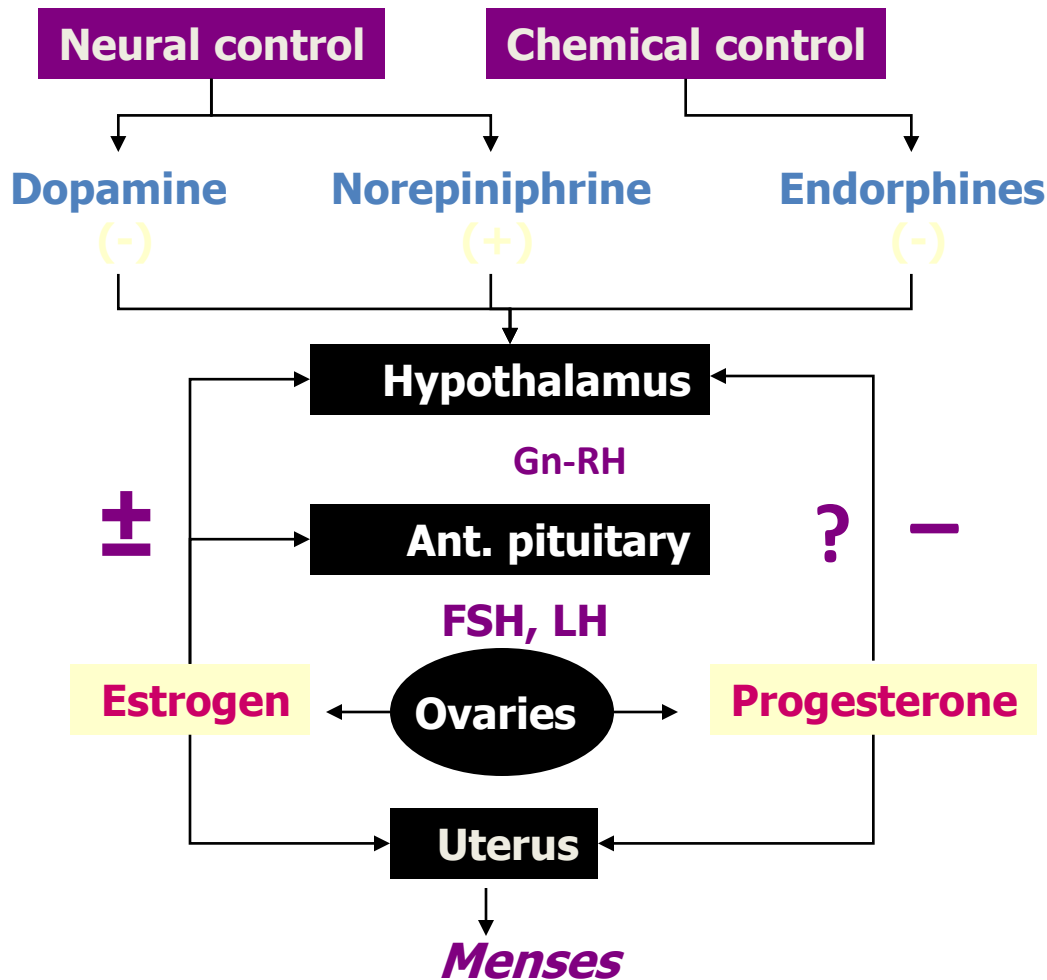 Neural control
Chemical control
Dopamine
(-)
Norepiniphrine
(+)
Endorphines
(-)
Hypothalamus
Gn-RH
±
Ant. pituitary
?
–
FSH, LH
Estrogen
Ovaries
Progesterone
Uterus
Menses